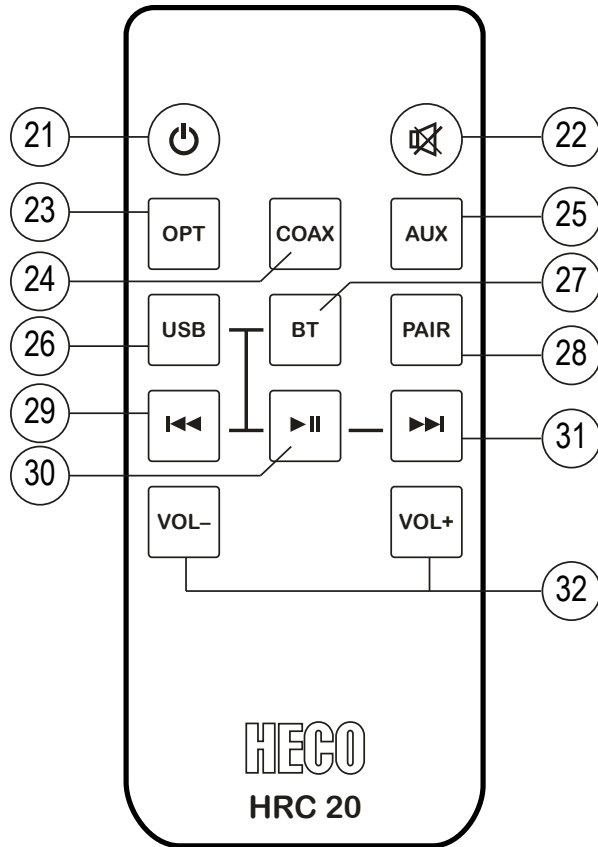 21 22
23 OPT COAX AUX 25
24 27
26 USB BT PAIR 28
29
30 31
VOL– VOL+
32
HECO
HRC 20